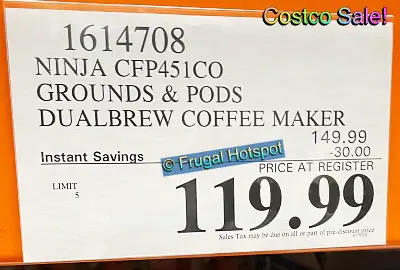 Costco Sale!
1614708
NINJA CFP451CO
GROUNDS & PODS
DUALBREW COFFEE MAKER
149.99
Instant Savings -30.00
© Frugal Hotspot
PRICE AT REGISTER
LIMIT
5
119.99
Sales Tax may be due on all or part of pre-discount price